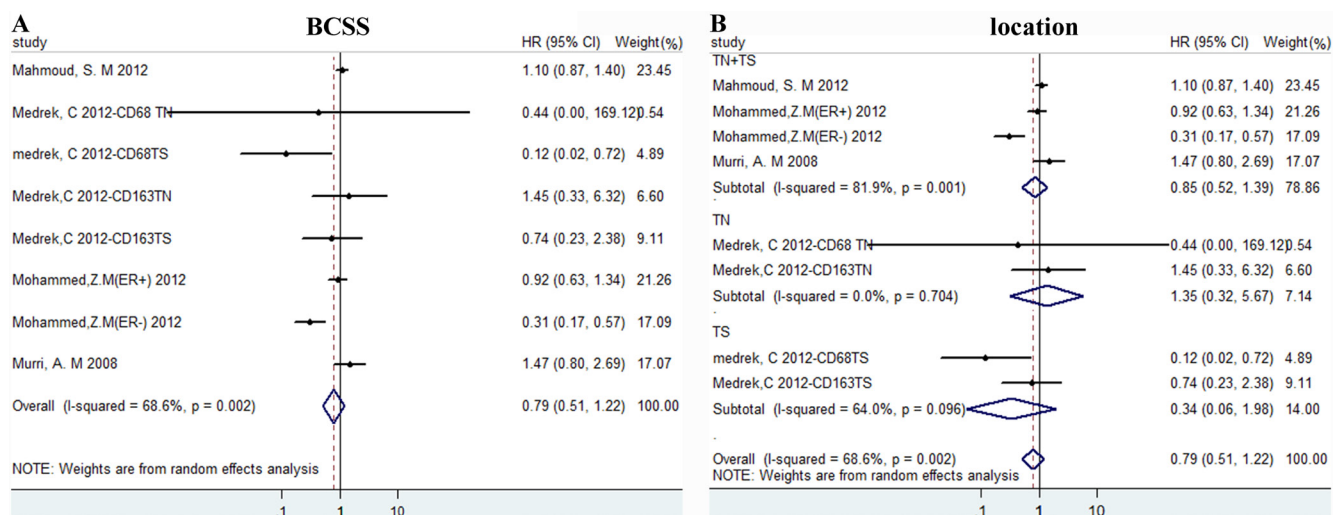 A
BCSS
study
HR (95% CI) Weight(%)
Mahmoud, S. M 2012 1.10 (0.87, 1.40) 23.45
Medrek, C 2012-CD68 TN 0.44 (0.00, 169.12)0.54
medrek, C 2012-CD68TS 0.12 (0.02, 0.72) 4.89
Medrek,C 2012-CD163TN 1.45 (0.33, 6.32) 6.60
Medrek,C 2012-CD163TS 0.74 (0.23, 2.38) 9.11
Mohammed,Z.M(ER+) 2012 0.92 (0.63, 1.34) 21.26
Mohammed,Z.M(ER-) 2012 0.31 (0.17, 0.57) 17.09
Murri, A. M 2008 1.47 (0.80, 2.69) 17.07
Overall (I-squared = 68.6%, p = 0.002) 0.79 (0.51, 1.22) 100.00
NOTE: Weights are from random effects analysis
.1 1 10
B
location
study
HR (95% CI) Weight(%)
TN+TS
Mahmoud, S. M 2012 1.10 (0.87, 1.40) 23.45
Mohammed,Z.M(ER+) 2012 0.92 (0.63, 1.34) 21.26
Mohammed,Z.M(ER-) 2012 0.31 (0.17, 0.57) 17.09
Murri, A. M 2008 1.47 (0.80, 2.69) 17.07
Subtotal (I-squared = 81.9%, p = 0.001) 0.85 (0.52, 1.39) 78.86
.
TN
Medrek, C 2012-CD68 TN 0.44 (0.00, 169.12)0.54
Medrek,C 2012-CD163TN 1.45 (0.33, 6.32) 6.60
Subtotal (I-squared = 0.0%, p = 0.704) 1.35 (0.32, 5.67) 7.14
.
TS
medrek, C 2012-CD68TS 0.12 (0.02, 0.72) 4.89
Medrek,C 2012-CD163TS 0.74 (0.23, 2.38) 9.11
Subtotal (I-squared = 64.0%, p = 0.096) 0.34 (0.06, 1.98) 14.00
.
Overall (I-squared = 68.6%, p = 0.002) 0.79 (0.51, 1.22) 100.00
NOTE: Weights are from random effects analysis
.1 1 10